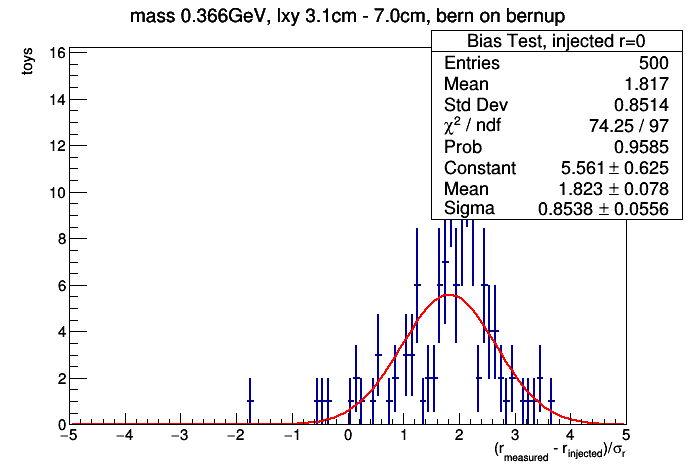 mass 0.366GeV, lxy 3.1cm - 7.0cm, bern on bernup
Bias Test, injected r=0
Entries 500
Mean 1.817
Std Dev 0.8514
χ² / ndf 74.25 / 97
Prob 0.9585
Constant 5.561 ± 0.625
Mean 1.823 ± 0.078
Sigma 0.8538 ± 0.0556
toys
16
14
12
10
8
6
4
2
0
−5 −4 −3 −2 −1 0 1 2 3 4 5
(r_measured - r_injected)/σ_r